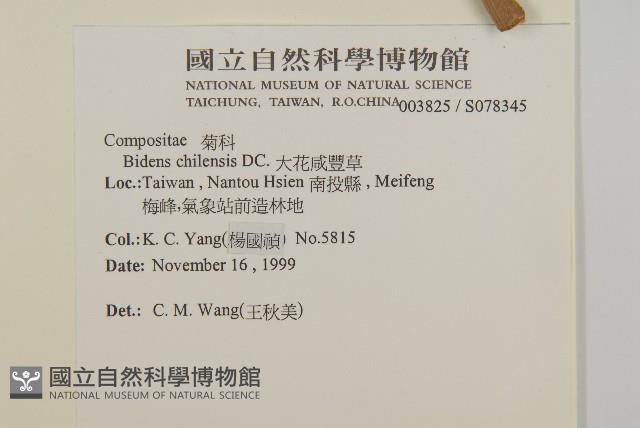 國立自然科學博物館
NATIONAL MUSEUM OF NATURAL SCIENCE
TAICHUNG, TAIWAN, R.O.CHINA 003825 / S078345
Compositae 菊科
Bidens chilensis DC. 大花咸豐草
Loc.:Taiwan , Nantou Hsien 南投縣 , Meifeng
梅峰,氣象站前造林地
Col.:K. C. Yang(楊國禎) No.5815
Date: November 16 , 1999
Det.: C. M. Wang(王秋美)
國立自然科學博物館
NATIONAL MUSEUM OF NATURAL SCIENCE